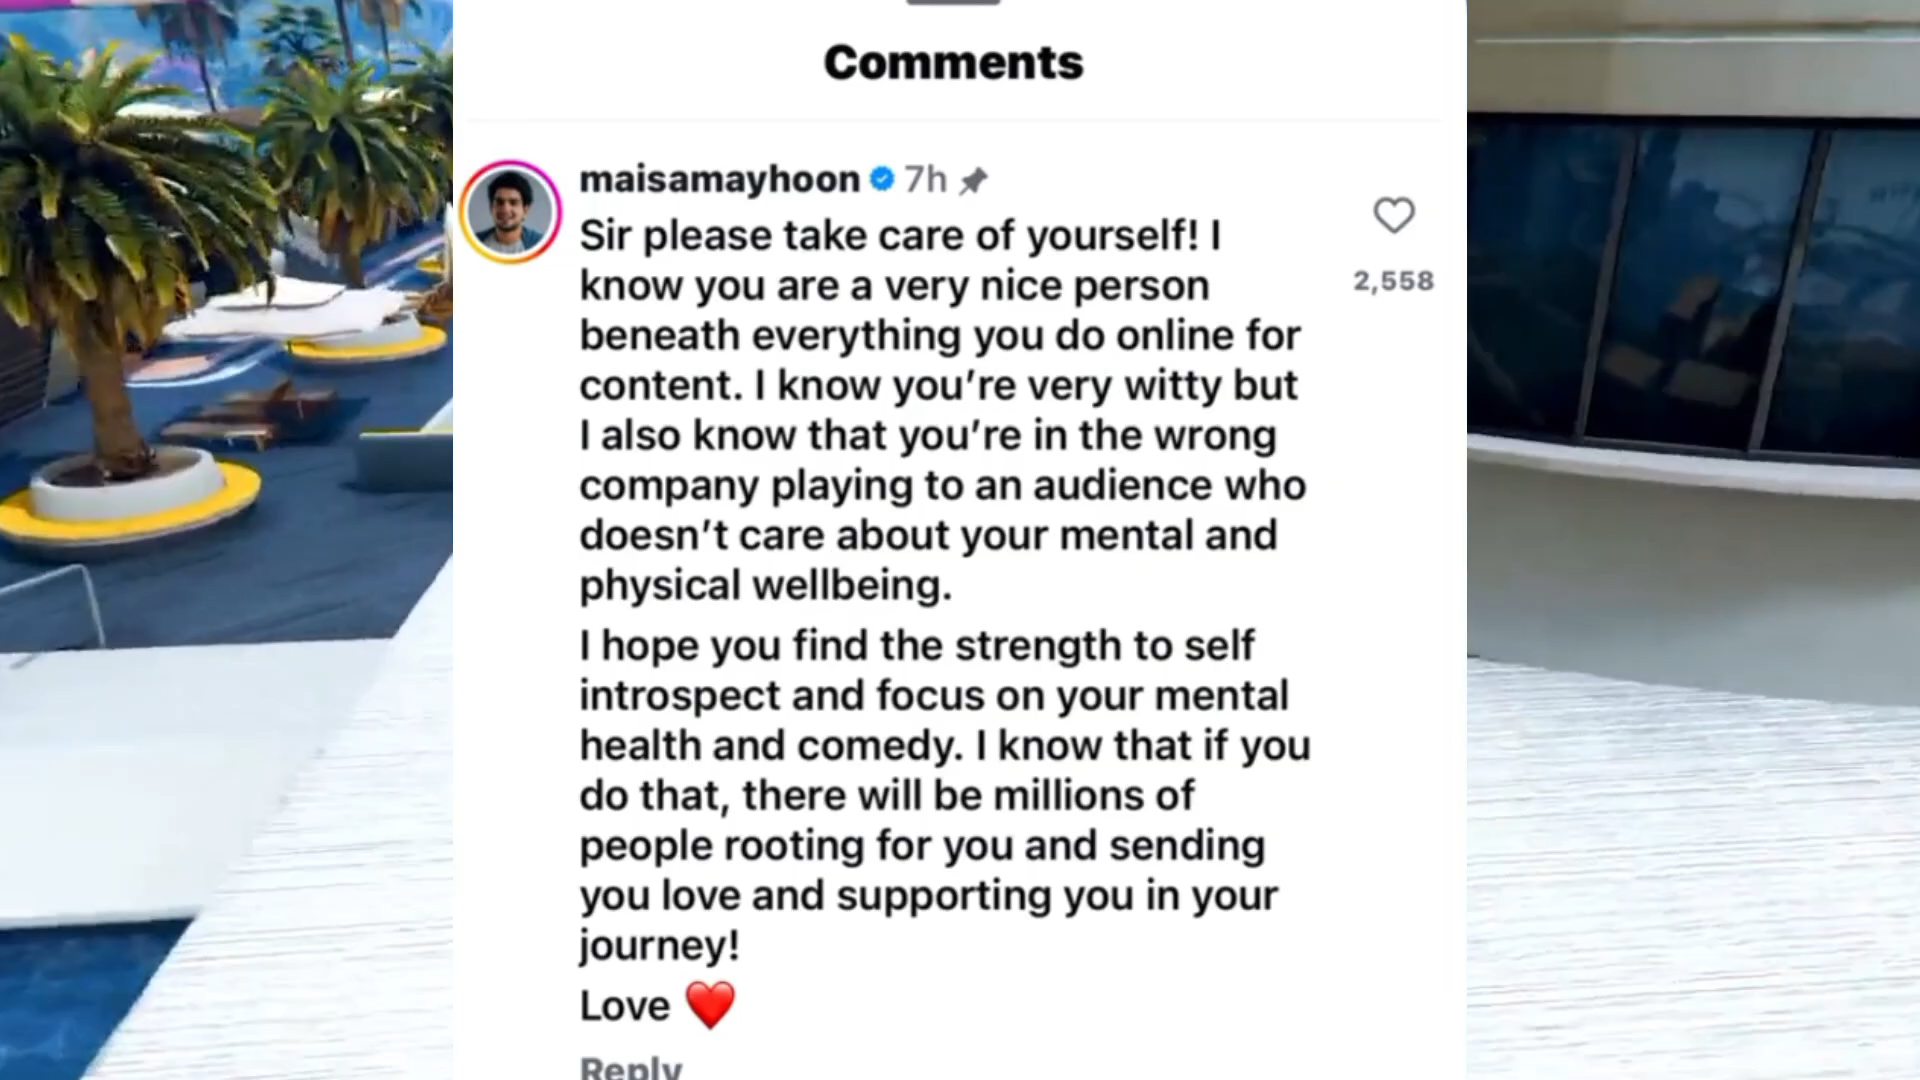 Comments
maisamayhoon 7h
Sir please take care of yourself! I
know you are a very nice person
beneath everything you do online for
content. I know you’re very witty but
I also know that you’re in the wrong
company playing to an audience who
doesn’t care about your mental and
physical wellbeing.
I hope you find the strength to self
introspect and focus on your mental
health and comedy. I know that if you
do that, there will be millions of
people rooting for you and sending
you love and supporting you in your
journey!
Love ❤️
Reply
2,558